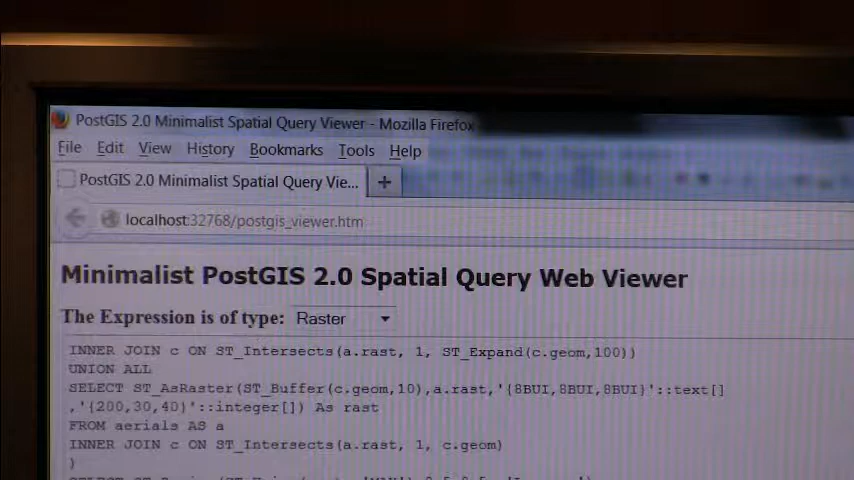 PostGIS 2.0 Minimalist Spatial Query Viewer - Mozilla Firefox
File Edit View History Bookmarks Tools Help
PostGIS 2.0 Minimalist Spatial Query Vie... +
localhost:32768/postgis_viewer.htm
Minimalist PostGIS 2.0 Spatial Query Web Viewer
The Expression is of type: Raster
INNER JOIN c ON ST_Intersects(a.rast, 1, ST_Expand(c.geom,100))
UNION ALL
SELECT ST_AsRaster(ST_Buffer(c.geom,10),a.rast,'{8BUI,8BUI,8BUI}'::text[]
,'{200,30,40}'::integer[]) As rast
FROM aerials AS a
INNER JOIN c ON ST_Intersects(a.rast, 1, c.geom)
)